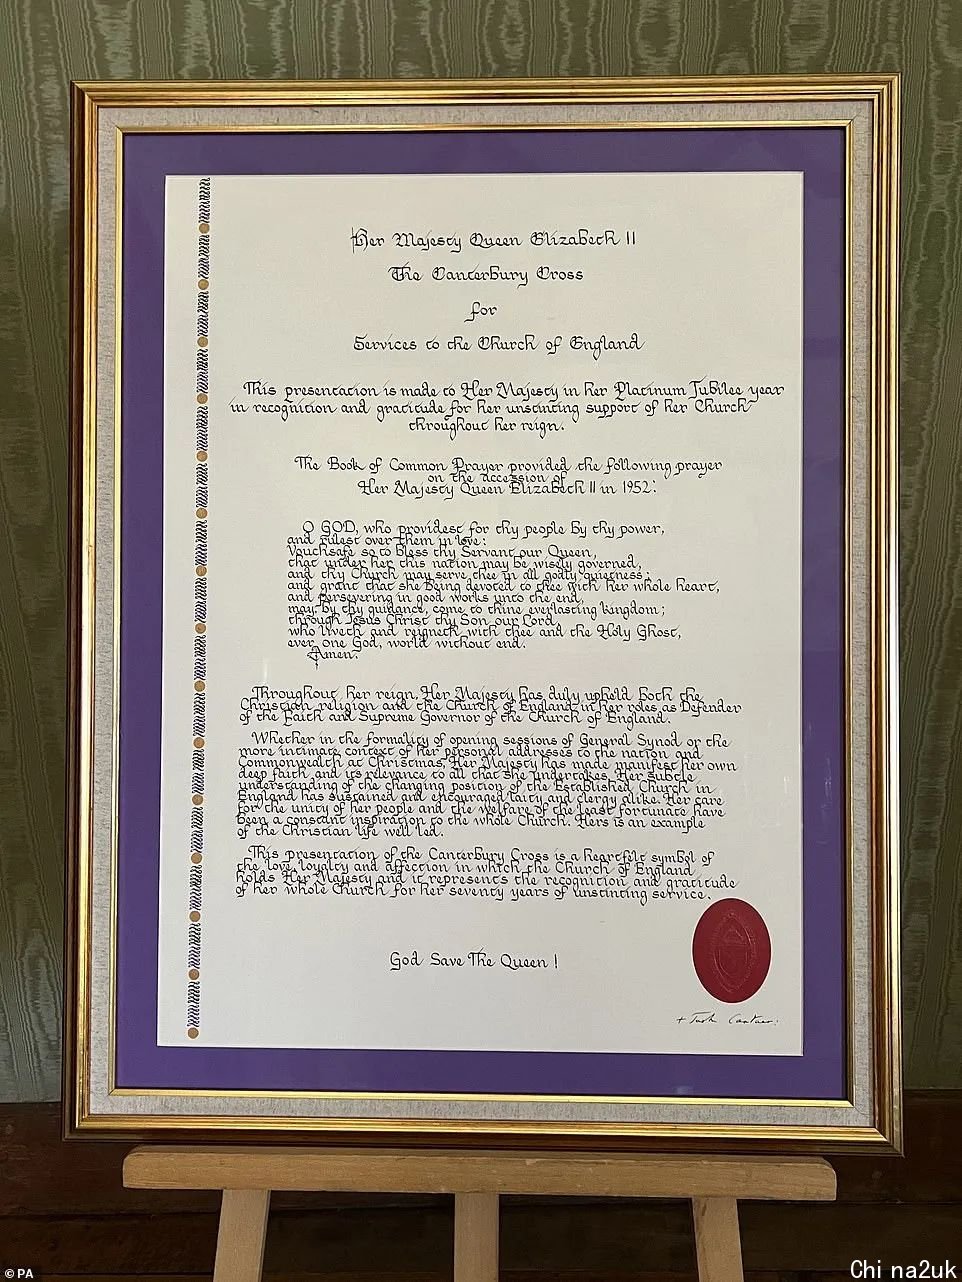 Her Majesty Queen Elizabeth II
The Canterbury Cross
for
Services to the Church of England
This presentation is made to Her Majesty in her Platinum Jubilee year
in recognition and gratitude for her unstinting support of her Church
throughout her reign.
The Book of Common Prayer provided the following prayer
on the accession of
Her Majesty Queen Elizabeth II in 1952:
O GOD, who providest for thy people by thy power,
and rulest over them in love:
Vouchsafe so to bless thy Servant our Queen,
that under her this nation may be wisely governed,
and thy Church may serve thee in all godly quietness;
and grant that she being devoted to thee with her whole heart,
and persevering in good works unto the end,
may, by thy guidance, come to thine everlasting kingdom;
through Jesus Christ thy Son our Lord,
who liveth and reigneth with thee and the Holy Ghost,
ever one God, world without end.
Amen.
Throughout her reign, Her Majesty has duly upheld both the
Christian religion and the Church of England in her roles as Defender
of the Faith and Supreme Governor of the Church of England.
Whether in the formality of opening sessions of General Synod or the
more intimate context of her personal addresses to the nation and
Commonwealth at Christmas, Her Majesty has made manifest her own
deep faith and its relevance to all that she undertakes. Her subtle
understanding of the changing position of the Established Church in
England has sustained and encouraged laity and clergy alike. Her care
for the unity of her people and the welfare of the least fortunate have
been a constant inspiration to the whole Church. Hers is an example
of the Christian life well led.
This presentation of the Canterbury Cross is a heartfelt symbol of
the love, loyalty and affection in which the Church of England
holds Her Majesty and it represents the recognition and gratitude
of her whole Church for her seventy years of unstinting service.
God Save The Queen!
© PA
Chi na2uk